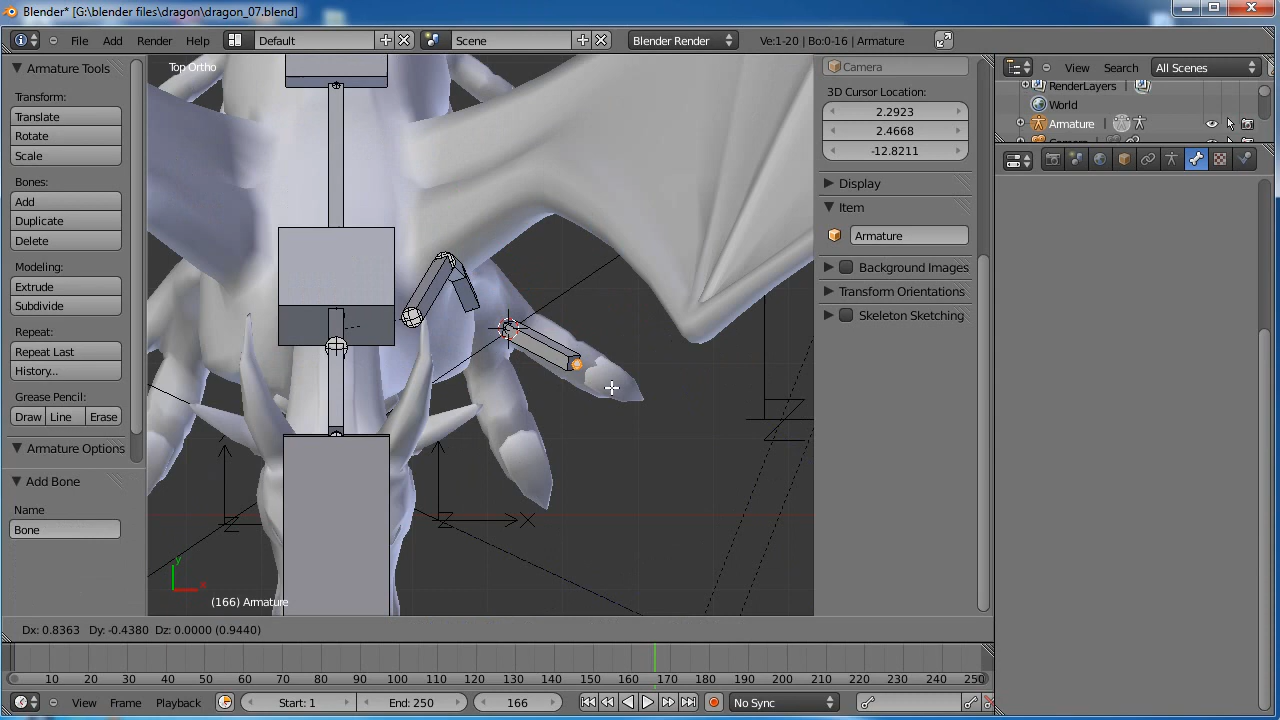 Blender* [G:\blender files\dragon\dragon_07.blend]
File Add Render Help Default Scene Blender Render Ve:1-20 | Bo:0-16 | Armature
View Search All Scenes
Armature Tools
Transform:
Translate
Rotate
Scale
Bones:
Add
Duplicate
Delete
Modeling:
Extrude
Subdivide
Repeat:
Repeat Last
History...
Grease Pencil:
Draw Line Erase
Armature Options
Add Bone
Name
Bone
Top Ortho
(166) Armature
Camera
3D Cursor Location:
2.2923
2.4668
-12.8211
Display
Item
Armature
Background Images
Transform Orientations
Skeleton Sketching
RenderLayers
World
Armature
Dx: 0.8363 Dy: -0.4380 Dz: 0.0000 (0.9440)
10 20 30 40 50 60 70 80 90 100 110 120 130 140 150 160 170 180 190 200 210 220 230 240 250
View Frame Playback Start: 1 End: 250 166 No Sync